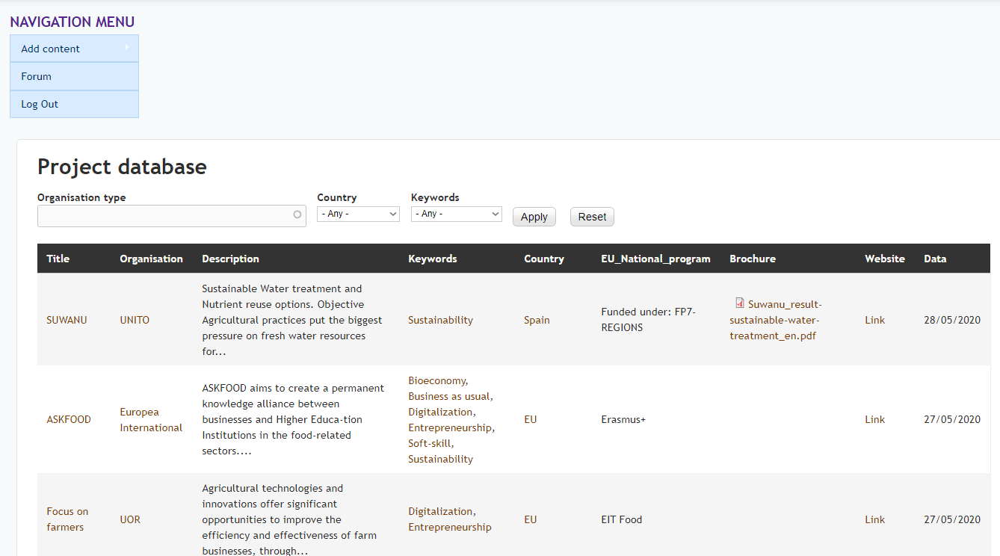 NAVIGATION MENU
Add content
Forum
Log Out
Project database
Organisation type
Country
Keywords
- Any -
- Any -
Apply
Reset
Title Organisation Description Keywords Country EU_National_program Brochure Website Data
SUWANU
UNITO
Sustainable Water treatment and
Nutrient reuse options. Objective
Agricultural practices put the biggest
pressure on fresh water resources
for...
Sustainability
Spain
Funded under: FP7-
REGIONS
Suwanu_result-
sustainable-water-
treatment_en.pdf
Link
28/05/2020
ASKFOOD
Europea
International
ASKFOOD aims to create a permanent
knowledge alliance between
businesses and Higher Educa-tion
Institutions in the food-related
sectors....
Bioeconomy,
Business as usual,
Digitalization,
Entrepreneurship,
Soft-skill,
Sustainability
EU
Erasmus+
Link
27/05/2020
Focus on
farmers
UOR
Agricultural technologies and
innovations offer significant
opportunities to improve the
efficiency and effectiveness of farm
businesses, through...
Digitalization,
Entrepreneurship
EU
EIT Food
Link
27/05/2020